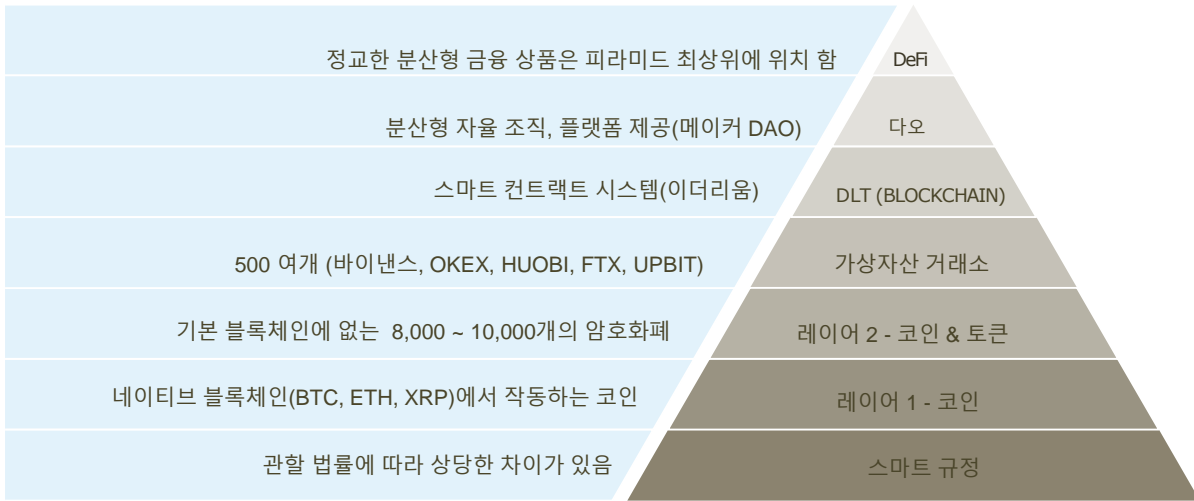 정교한 분산형 금융 상품은 피라미드 최상위에 위치 함
DeFi
분산형 자율 조직, 플랫폼 제공(메이커 DAO)
다오
스마트 컨트랙트 시스템(이더리움)
DLT (BLOCKCHAIN)
500 여개 (바이낸스, OKEX, HUOBI, FTX, UPBIT)
가상자산 거래소
기본 블록체인에 없는 8,000 ~ 10,000개의 암호화폐
레이어 2 - 코인 & 토큰
네이티브 블록체인(BTC, ETH, XRP)에서 작동하는 코인
레이어 1 - 코인
관할 법률에 따라 상당한 차이가 있음
스마트 규정